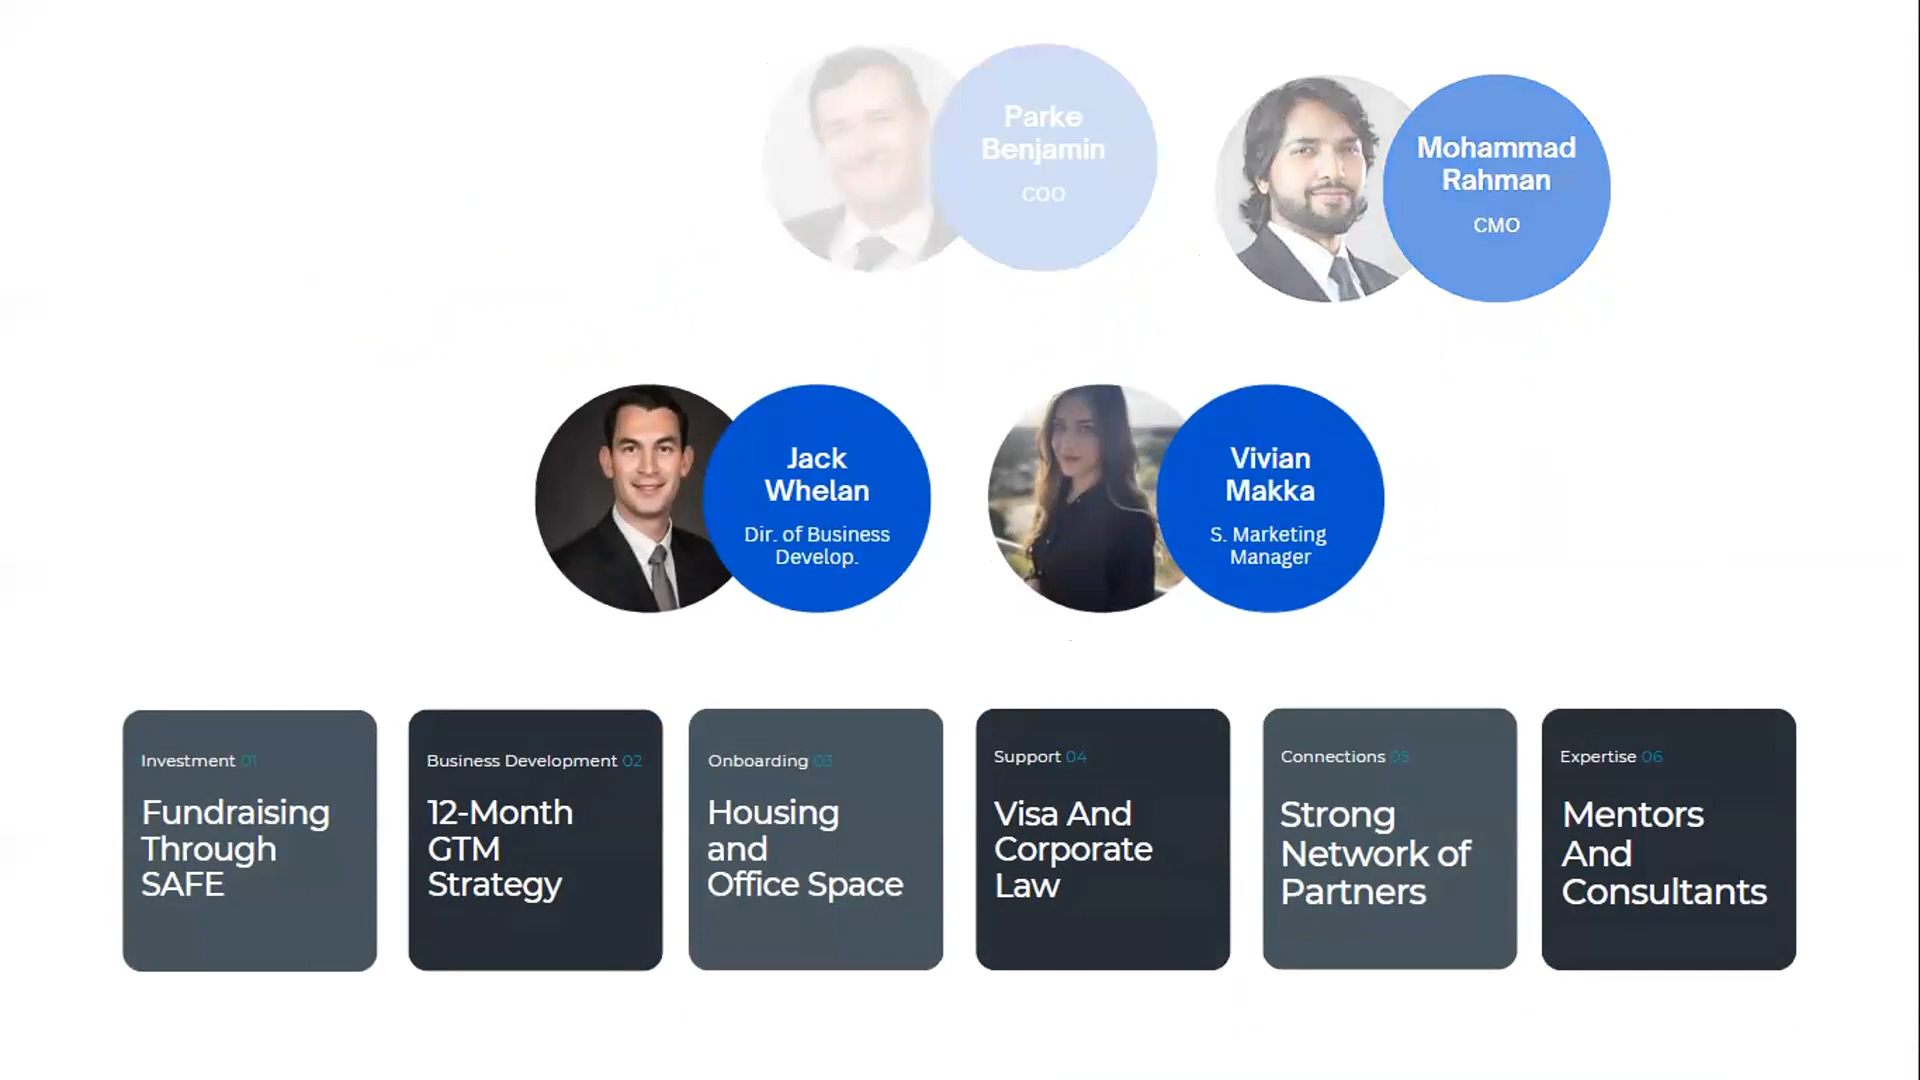 Parke
Benjamin
COO
Mohammad
Rahman
CMO
Jack
Whelan
Dir. of Business
Develop.
Vivian
Makka
S. Marketing
Manager
Investment 01
Fundraising
Through
SAFE
Business Development 02
12-Month
GTM
Strategy
Onboarding 03
Housing
and
Office Space
Support 04
Visa And
Corporate
Law
Connections 05
Strong
Network of
Partners
Expertise 06
Mentors
And
Consultants